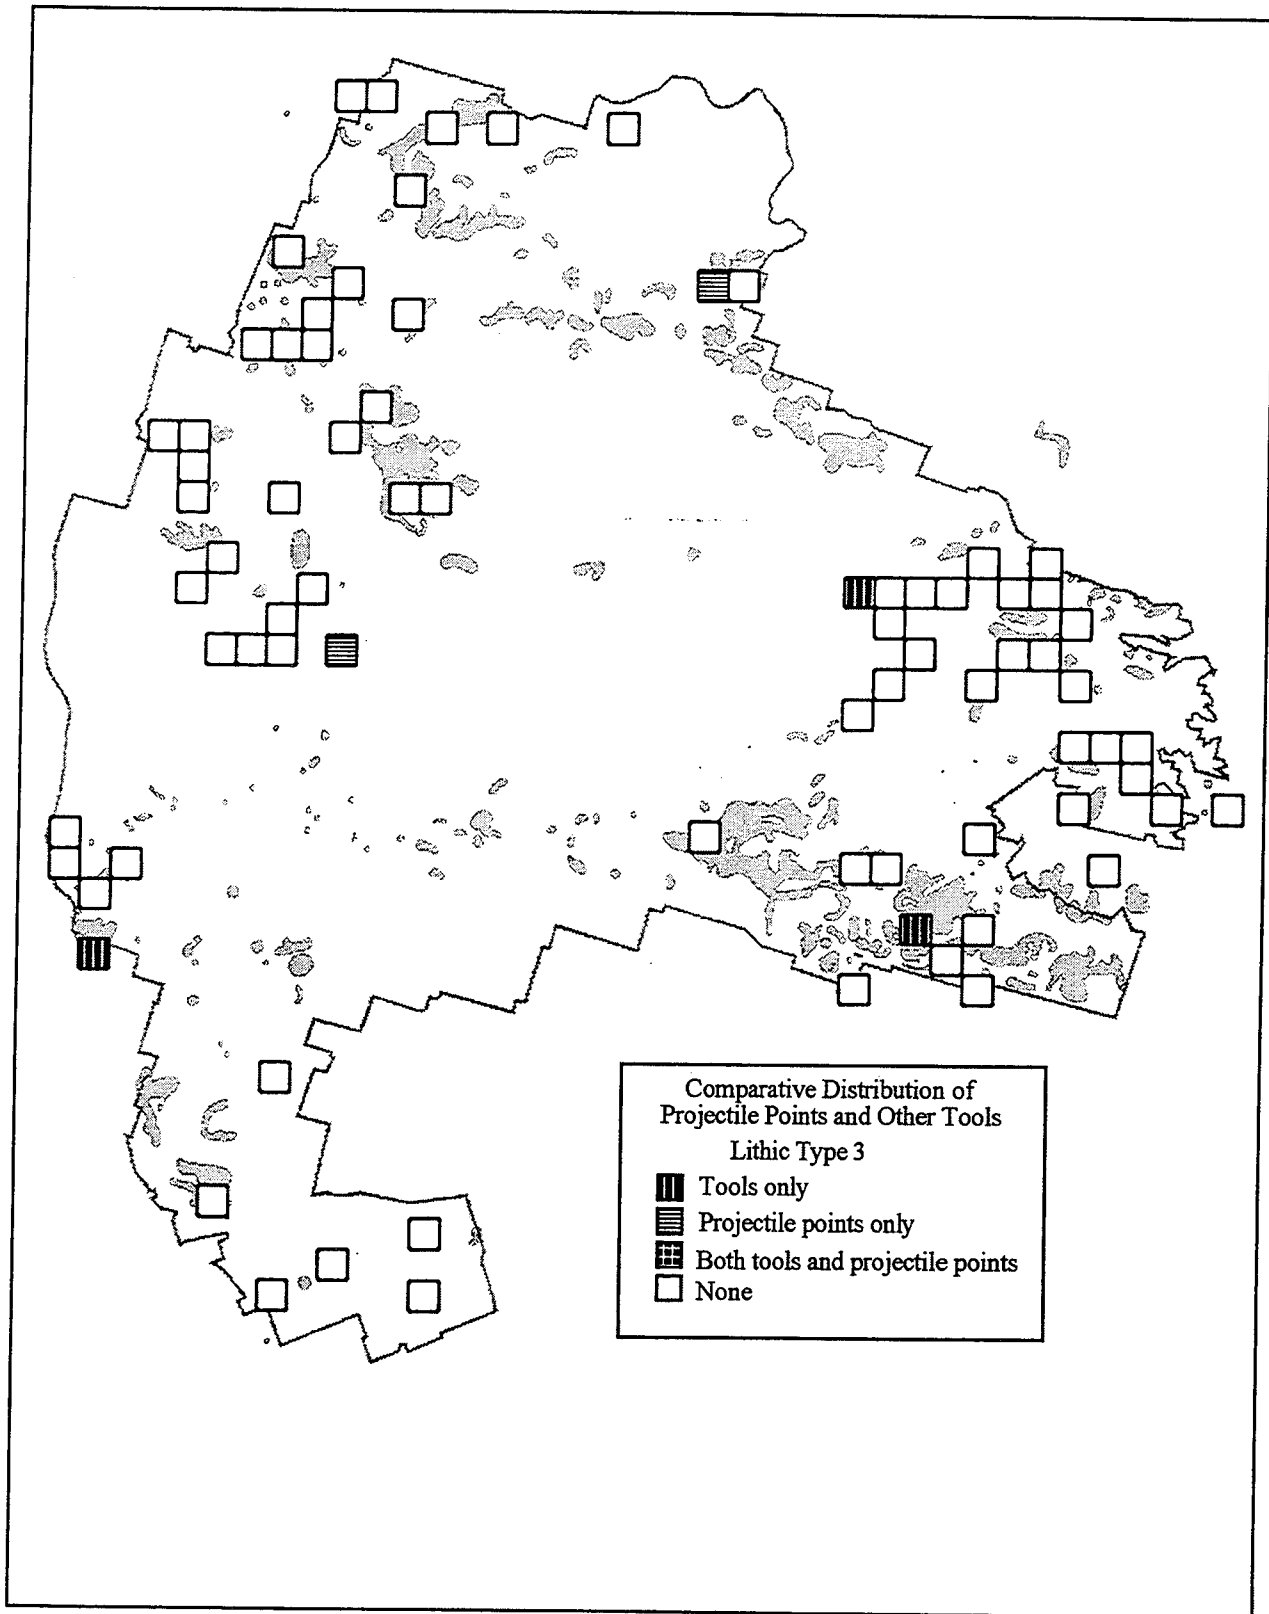 Comparative Distribution of
Projectile Points and Other Tools
Lithic Type 3
Tools only
Projectile points only
Both tools and projectile points
None